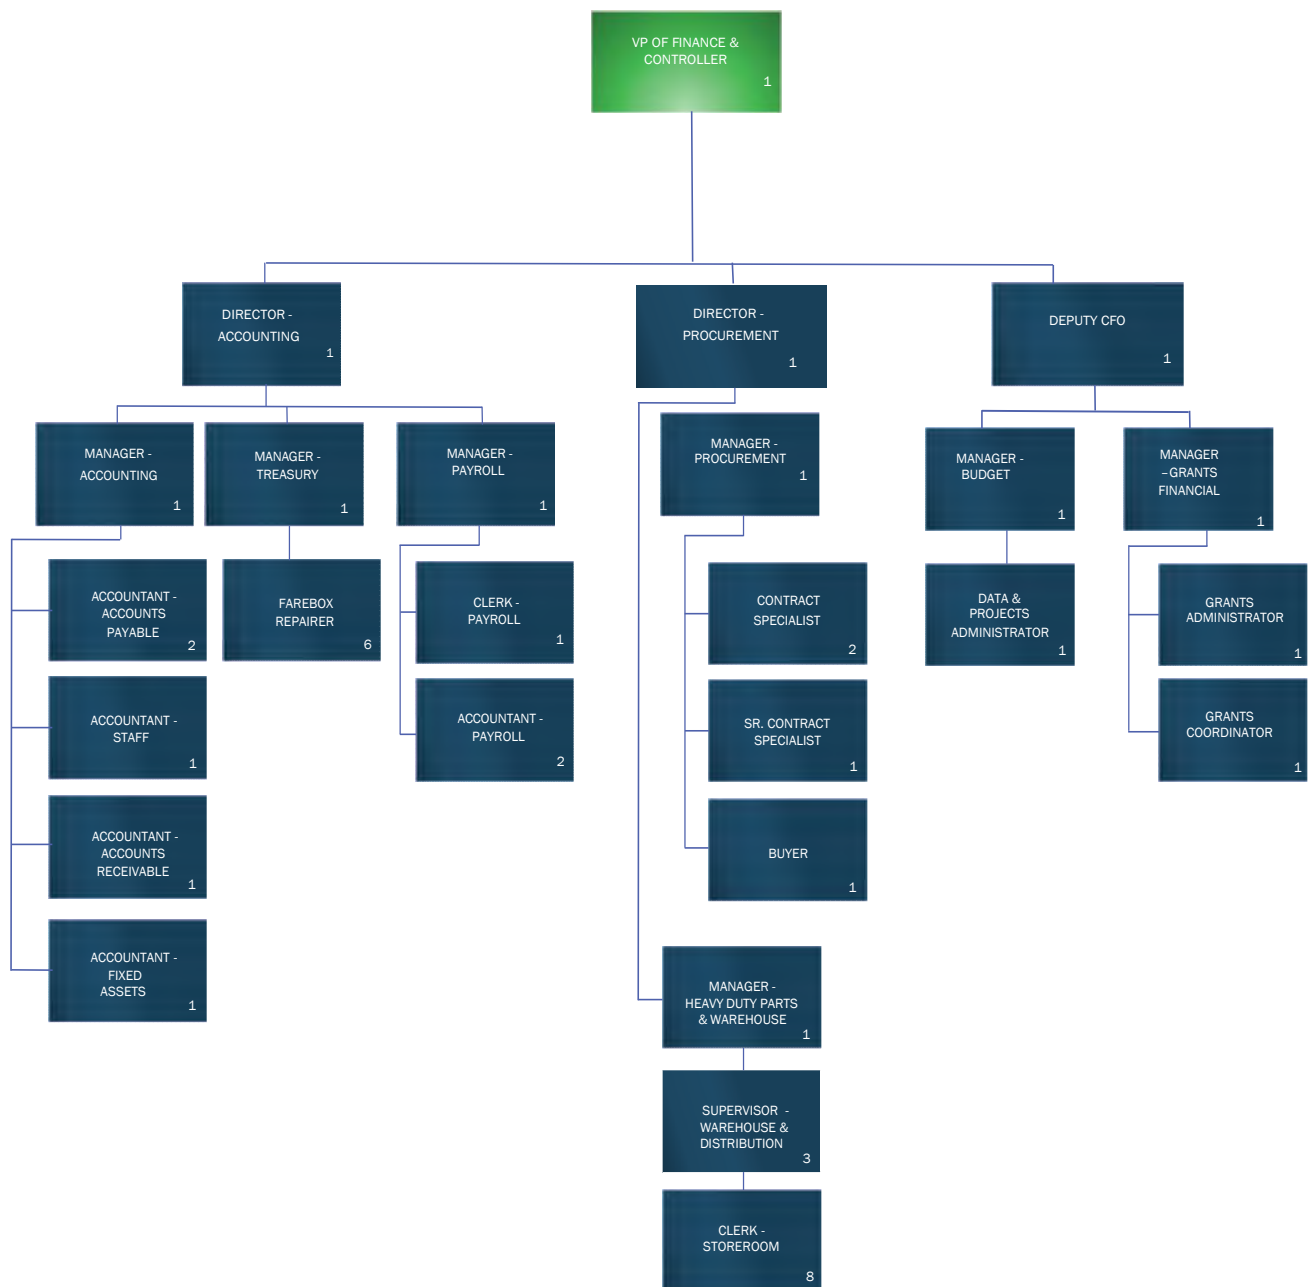 VP OF FINANCE &
CONTROLLER
1
DIRECTOR -
ACCOUNTING
1
DIRECTOR -
PROCUREMENT
1
DEPUTY CFO
1
MANAGER -
ACCOUNTING
1
MANAGER -
TREASURY
1
MANAGER -
PAYROLL
1
MANAGER -
PROCUREMENT
1
MANAGER -
BUDGET
1
MANAGER
– GRANTS
FINANCIAL
1
ACCOUNTANT -
ACCOUNTS
PAYABLE
2
FAREBOX
REPAIRER
6
CLERK -
PAYROLL
1
CONTRACT
SPECIALIST
2
DATA &
PROJECTS
ADMINISTRATOR
1
GRANTS
ADMINISTRATOR
1
ACCOUNTANT -
STAFF
1
ACCOUNTANT -
PAYROLL
2
SR. CONTRACT
SPECIALIST
1
GRANTS
COORDINATOR
1
ACCOUNTANT -
ACCOUNTS
RECEIVABLE
1
BUYER
1
ACCOUNTANT -
FIXED
ASSETS
1
MANAGER -
HEAVY DUTY PARTS
& WAREHOUSE
1
SUPERVISOR -
WAREHOUSE &
DISTRIBUTION
3
CLERK -
STOREROOM
8